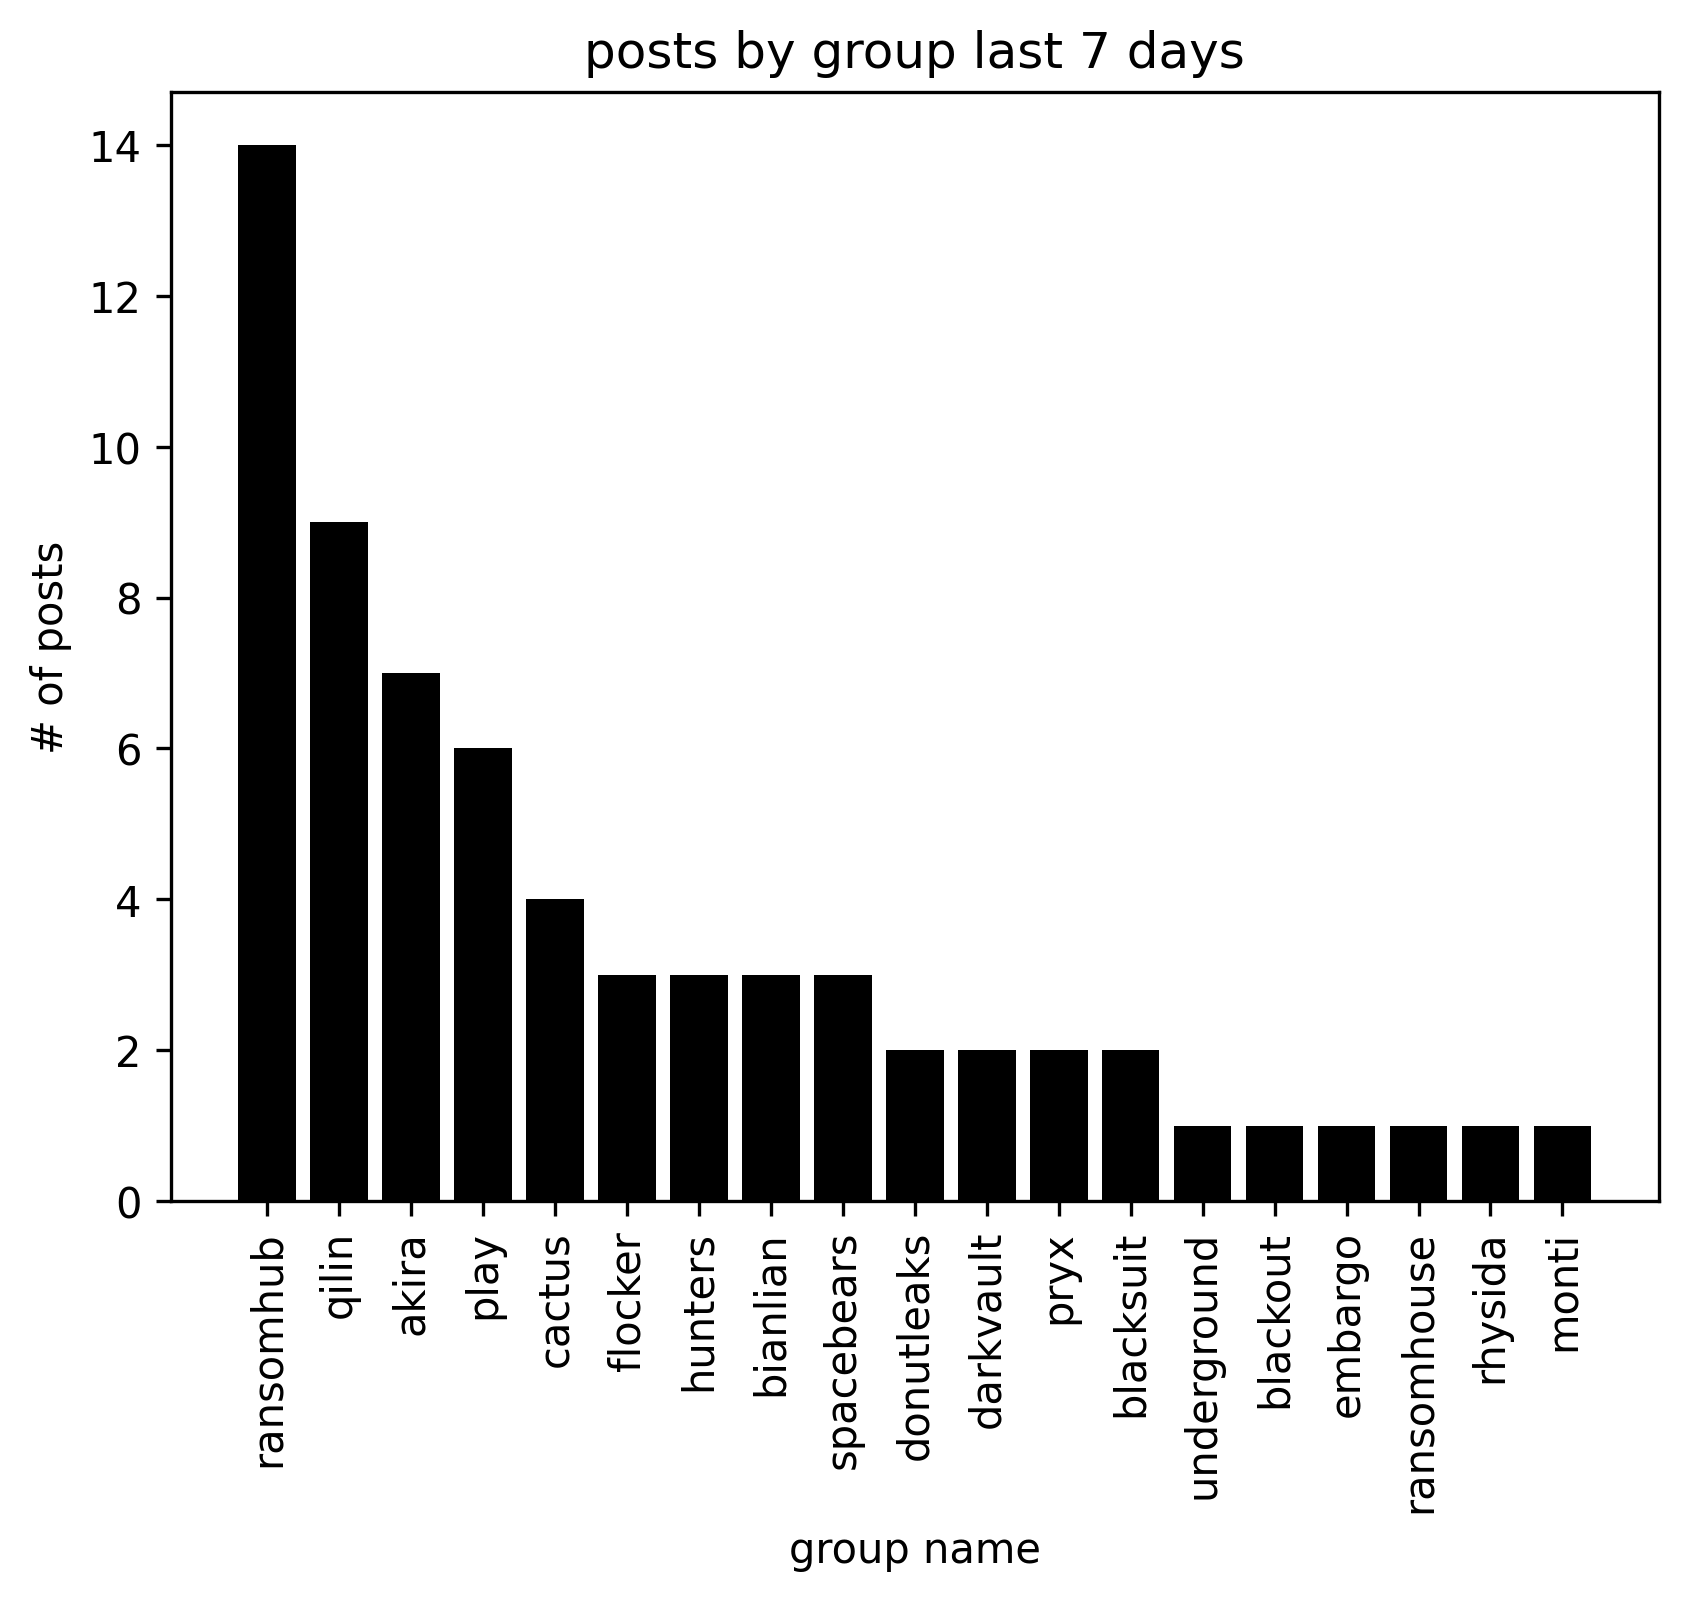 posts by group last 7 days
14
12
10
8
6
4
2
0
# of posts
ransomhub
qilin
akira
play
cactus
flocker
hunters
bianlian
spacebears
donutleaks
darkvault
pryx
blacksuit
underground
blackout
embargo
ransomhouse
rhysida
monti
group name